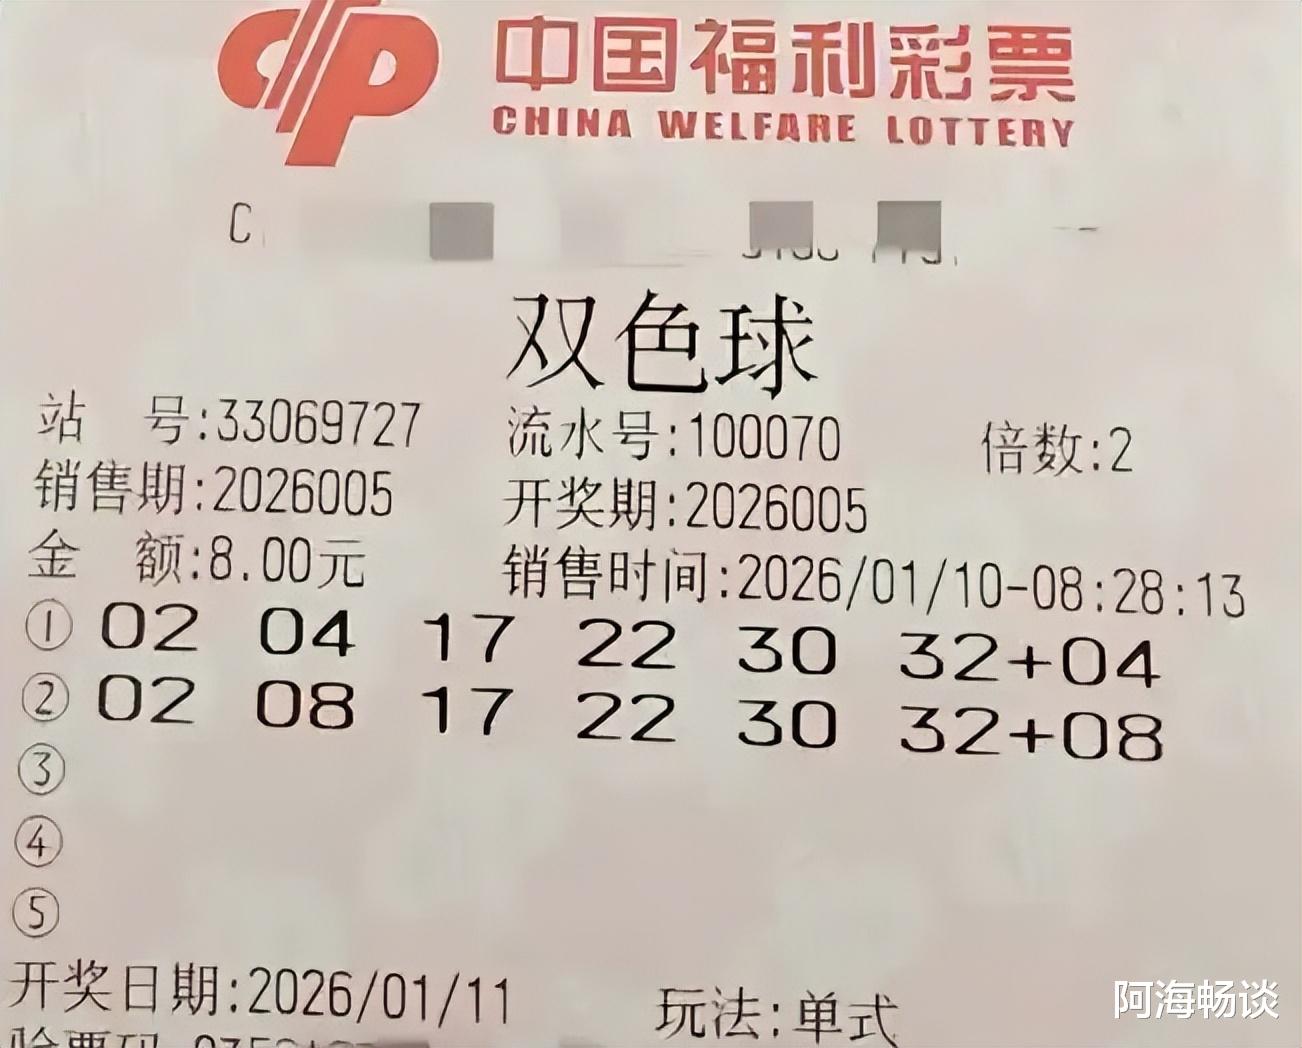 中国福利彩票
CHINA WELFARE LOTTERY
C
双色球
站 号:33069727 流水号:100070 倍数:2
销售期:2026005 开奖期:2026005
金 额:8.00元 销售时间:2026/01/10-08:28:13
① 02 04 17 22 30 32+04
② 02 08 17 22 30 32+08
③
④
⑤
开奖日期:2026/01/11 玩法:单式
阿海畅谈